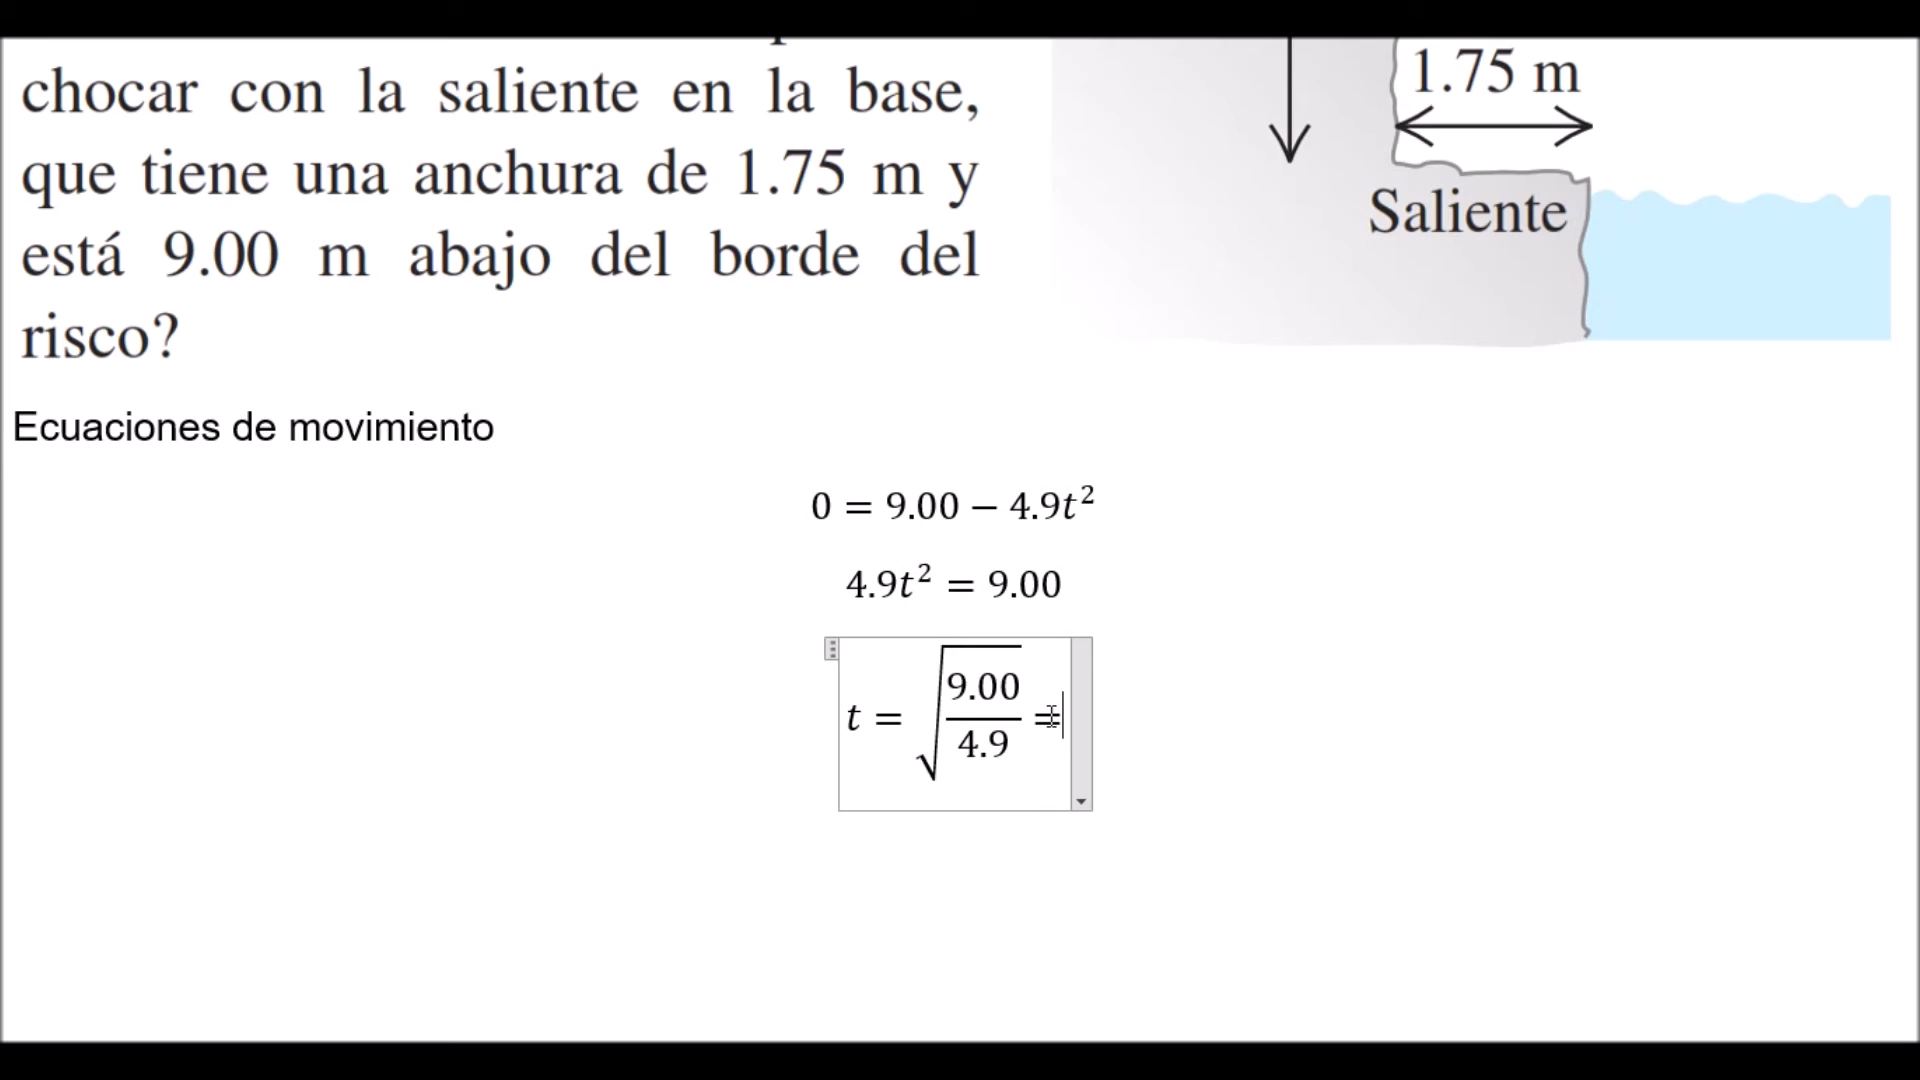 chocar con la saliente en la base,
que tiene una anchura de 1.75 m y
está 9.00 m abajo del borde del
risco?
1.75 m
Saliente
Ecuaciones de movimiento
0 = 9.00 − 4.9t²
4.9t² = 9.00
t = √(9.00/4.9) =